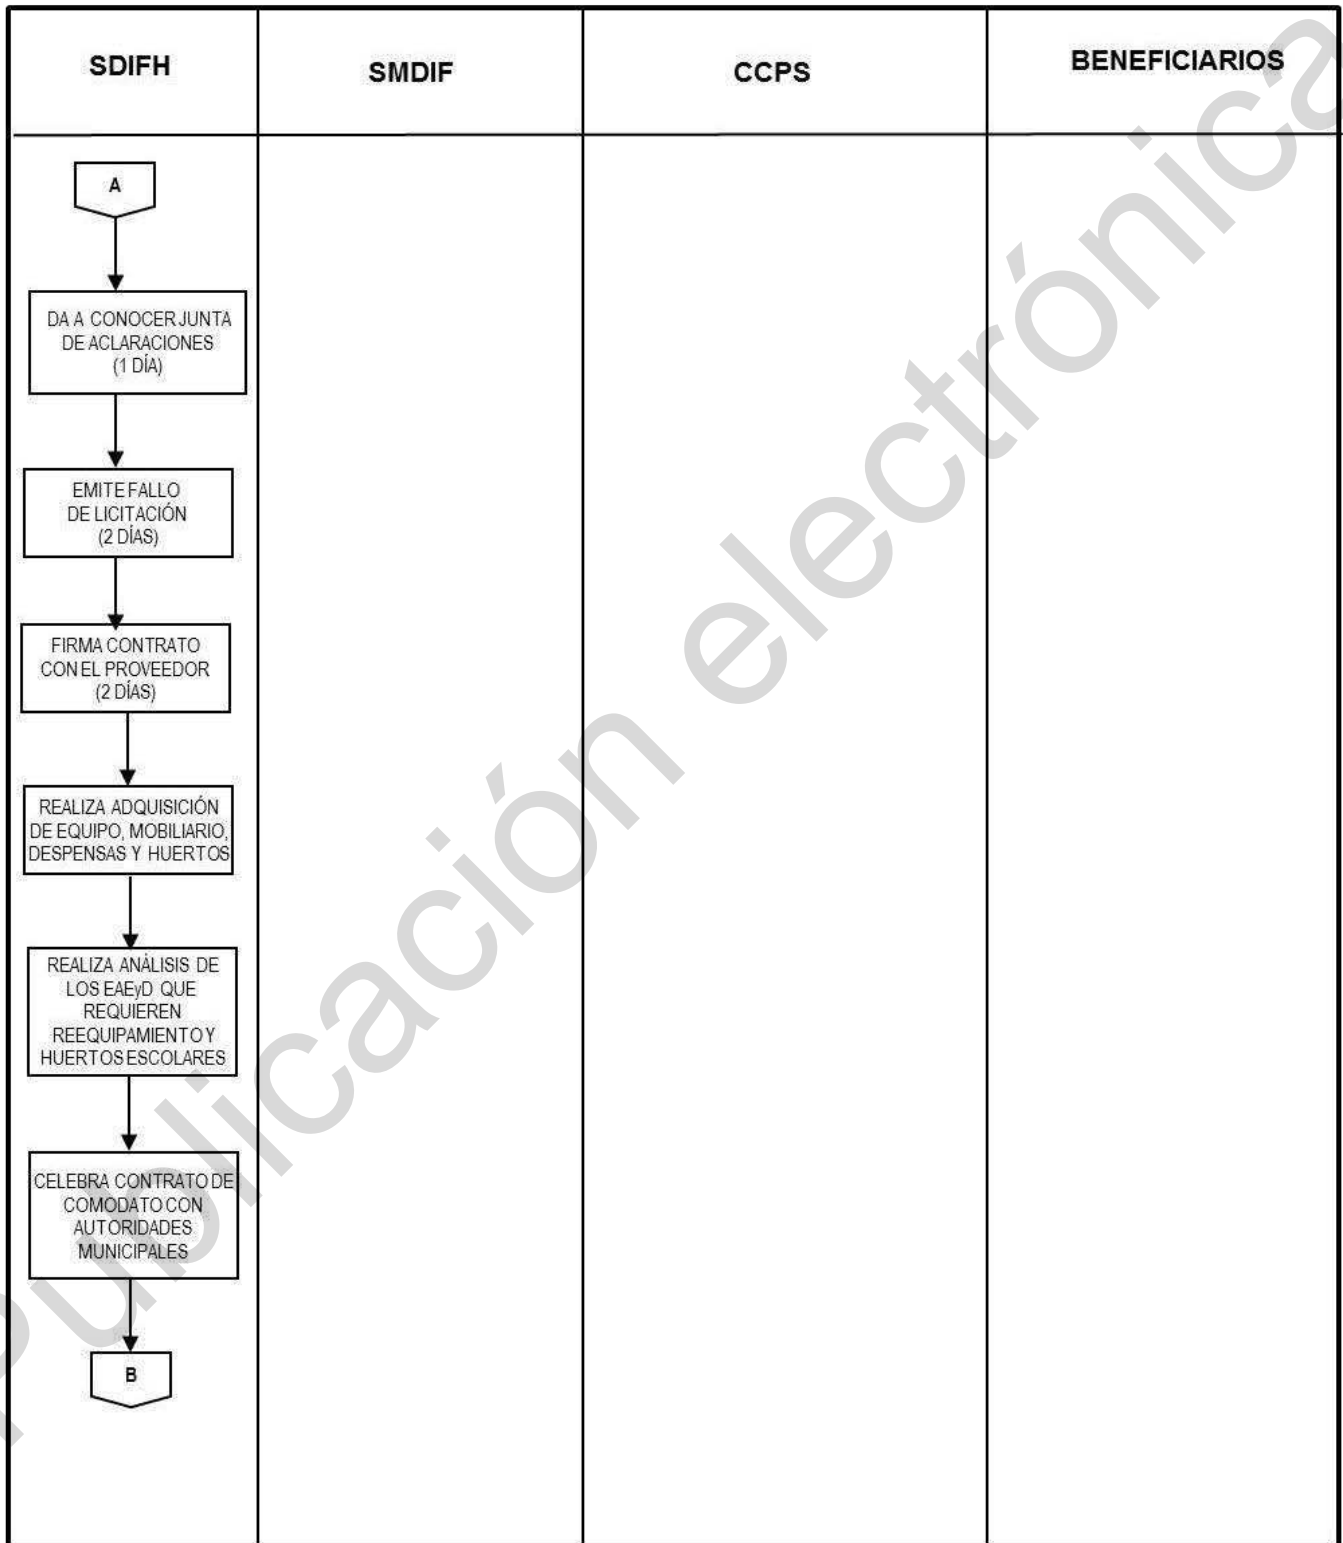 SDIFH
SMDIF
CCPS
BENEFICIARIOS
A
DA A CONOCER JUNTA
DE ACLARACIONES
(1 DÍA)
EMITE FALLO
DE LICITACIÓN
(2 DÍAS)
FIRMA CONTRATO
CON EL PROVEEDOR
(2 DÍAS)
REALIZA ADQUISICIÓN
DE EQUIPO, MOBILIARIO,
DESPENSAS Y HUERTOS
REALIZA ANÁLISIS DE
LOS EAEyD QUE
REQUIEREN
REEQUIPAMIENTO Y
HUERTOS ESCOLARES
CELEBRA CONTRATO DE
COMODATO CON
AUTORIDADES
MUNICIPALES
B
Publicación electrónica